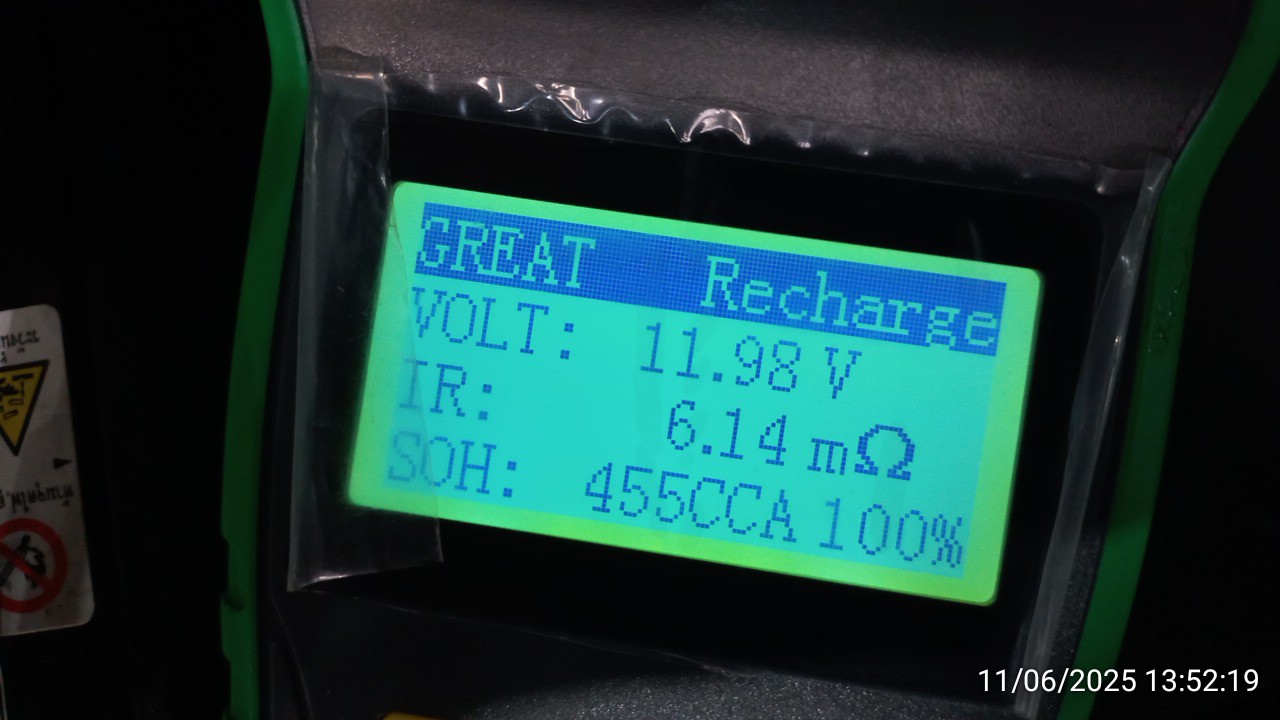 GREAT Recharge
VOLT: 11.98 V
IR: 6.14 mΩ
SOH: 455CCA 100%
11/06/2025 13:52:19